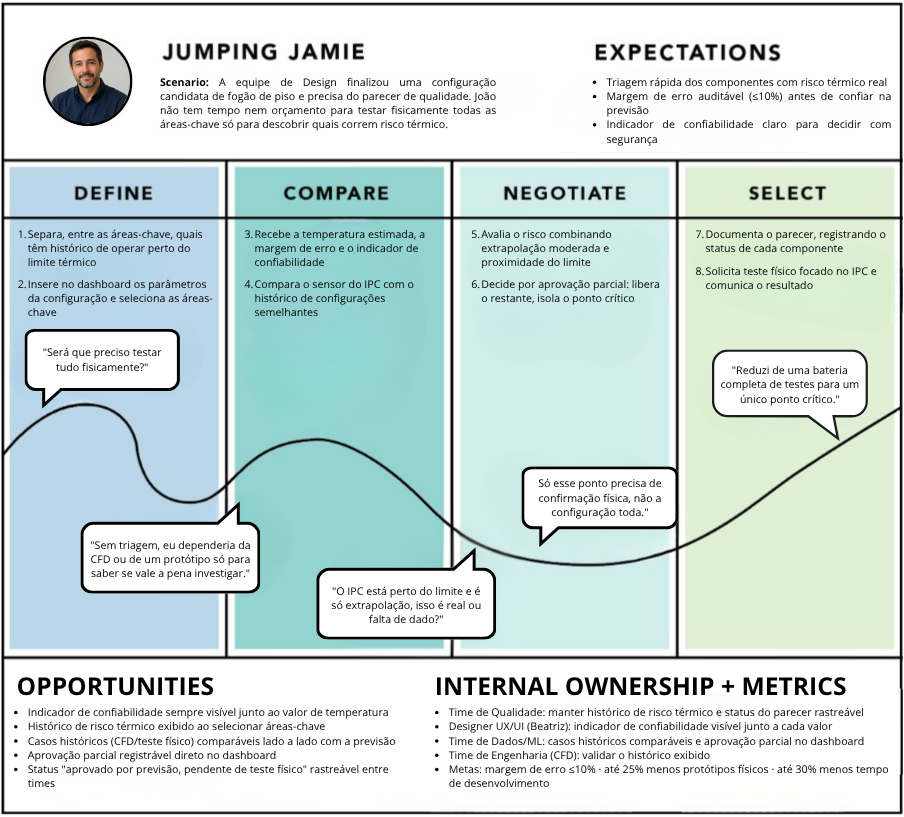 JUMPING JAMIE
Scenario: A equipe de Design finalizou uma configuração
candidata de fogão de piso e precisa do parecer de qualidade. João
não tem tempo nem orçamento para testar fisicamente todas as
áreas-chave só para descobrir quais correm risco térmico.
EXPECTATIONS
• Triagem rápida dos componentes com risco térmico real
• Margem de erro auditável (≤10%) antes de confiar na
previsão
• Indicador de confiabilidade claro para decidir com
segurança
DEFINE
1. Separa, entre as áreas-chave, quais
têm histórico de operar perto do
limite térmico
2. Insere no dashboard os parâmetros
da configuração e seleciona as áreas-
chave
"Será que preciso testar
tudo fisicamente?"
"Sem triagem, eu dependeria da
CFD ou de um protótipo só para
saber se vale a pena investigar."
COMPARE
3. Recebe a temperatura estimada, a
margem de erro e o indicador de
confiabilidade
4. Compara o sensor do IPC com o
histórico de configurações
semelhantes
"O IPC está perto do limite e é
só extrapolação, isso é real ou
falta de dado?"
NEGOTIATE
5. Avalia o risco combinando
extrapolação moderada e
proximidade do limite
6. Decide por aprovação parcial: libera
o restante, isola o ponto crítico
Só esse ponto precisa de
confirmação física, não a
configuração toda."
SELECT
7. Documenta o parecer, registrando o
status de cada componente
8. Solicita teste físico focado no IPC e
comunica o resultado
"Reduzi de uma bateria
completa de testes para um
único ponto crítico."
OPPORTUNITIES
• Indicador de confiabilidade sempre visível junto ao valor de temperatura
• Histórico de risco térmico exibido ao selecionar áreas-chave
• Casos históricos (CFD/teste físico) comparáveis lado a lado com a previsão
• Aprovação parcial registrável direto no dashboard
• Status "aprovado por previsão, pendente de teste físico" rastreável entre
times
INTERNAL OWNERSHIP + METRICS
• Time de Qualidade: manter histórico de risco térmico e status do parecer rastreável
• Designer UX/UI (Beatriz): indicador de confiabilidade visível junto a cada valor
• Time de Dados/ML: casos históricos comparáveis e aprovação parcial no dashboard
• Time de Engenharia (CFD): validar o histórico exibido
• Metas: margem de erro ≤10% · até 25% menos protótipos físicos · até 30% menos tempo
de desenvolvimento